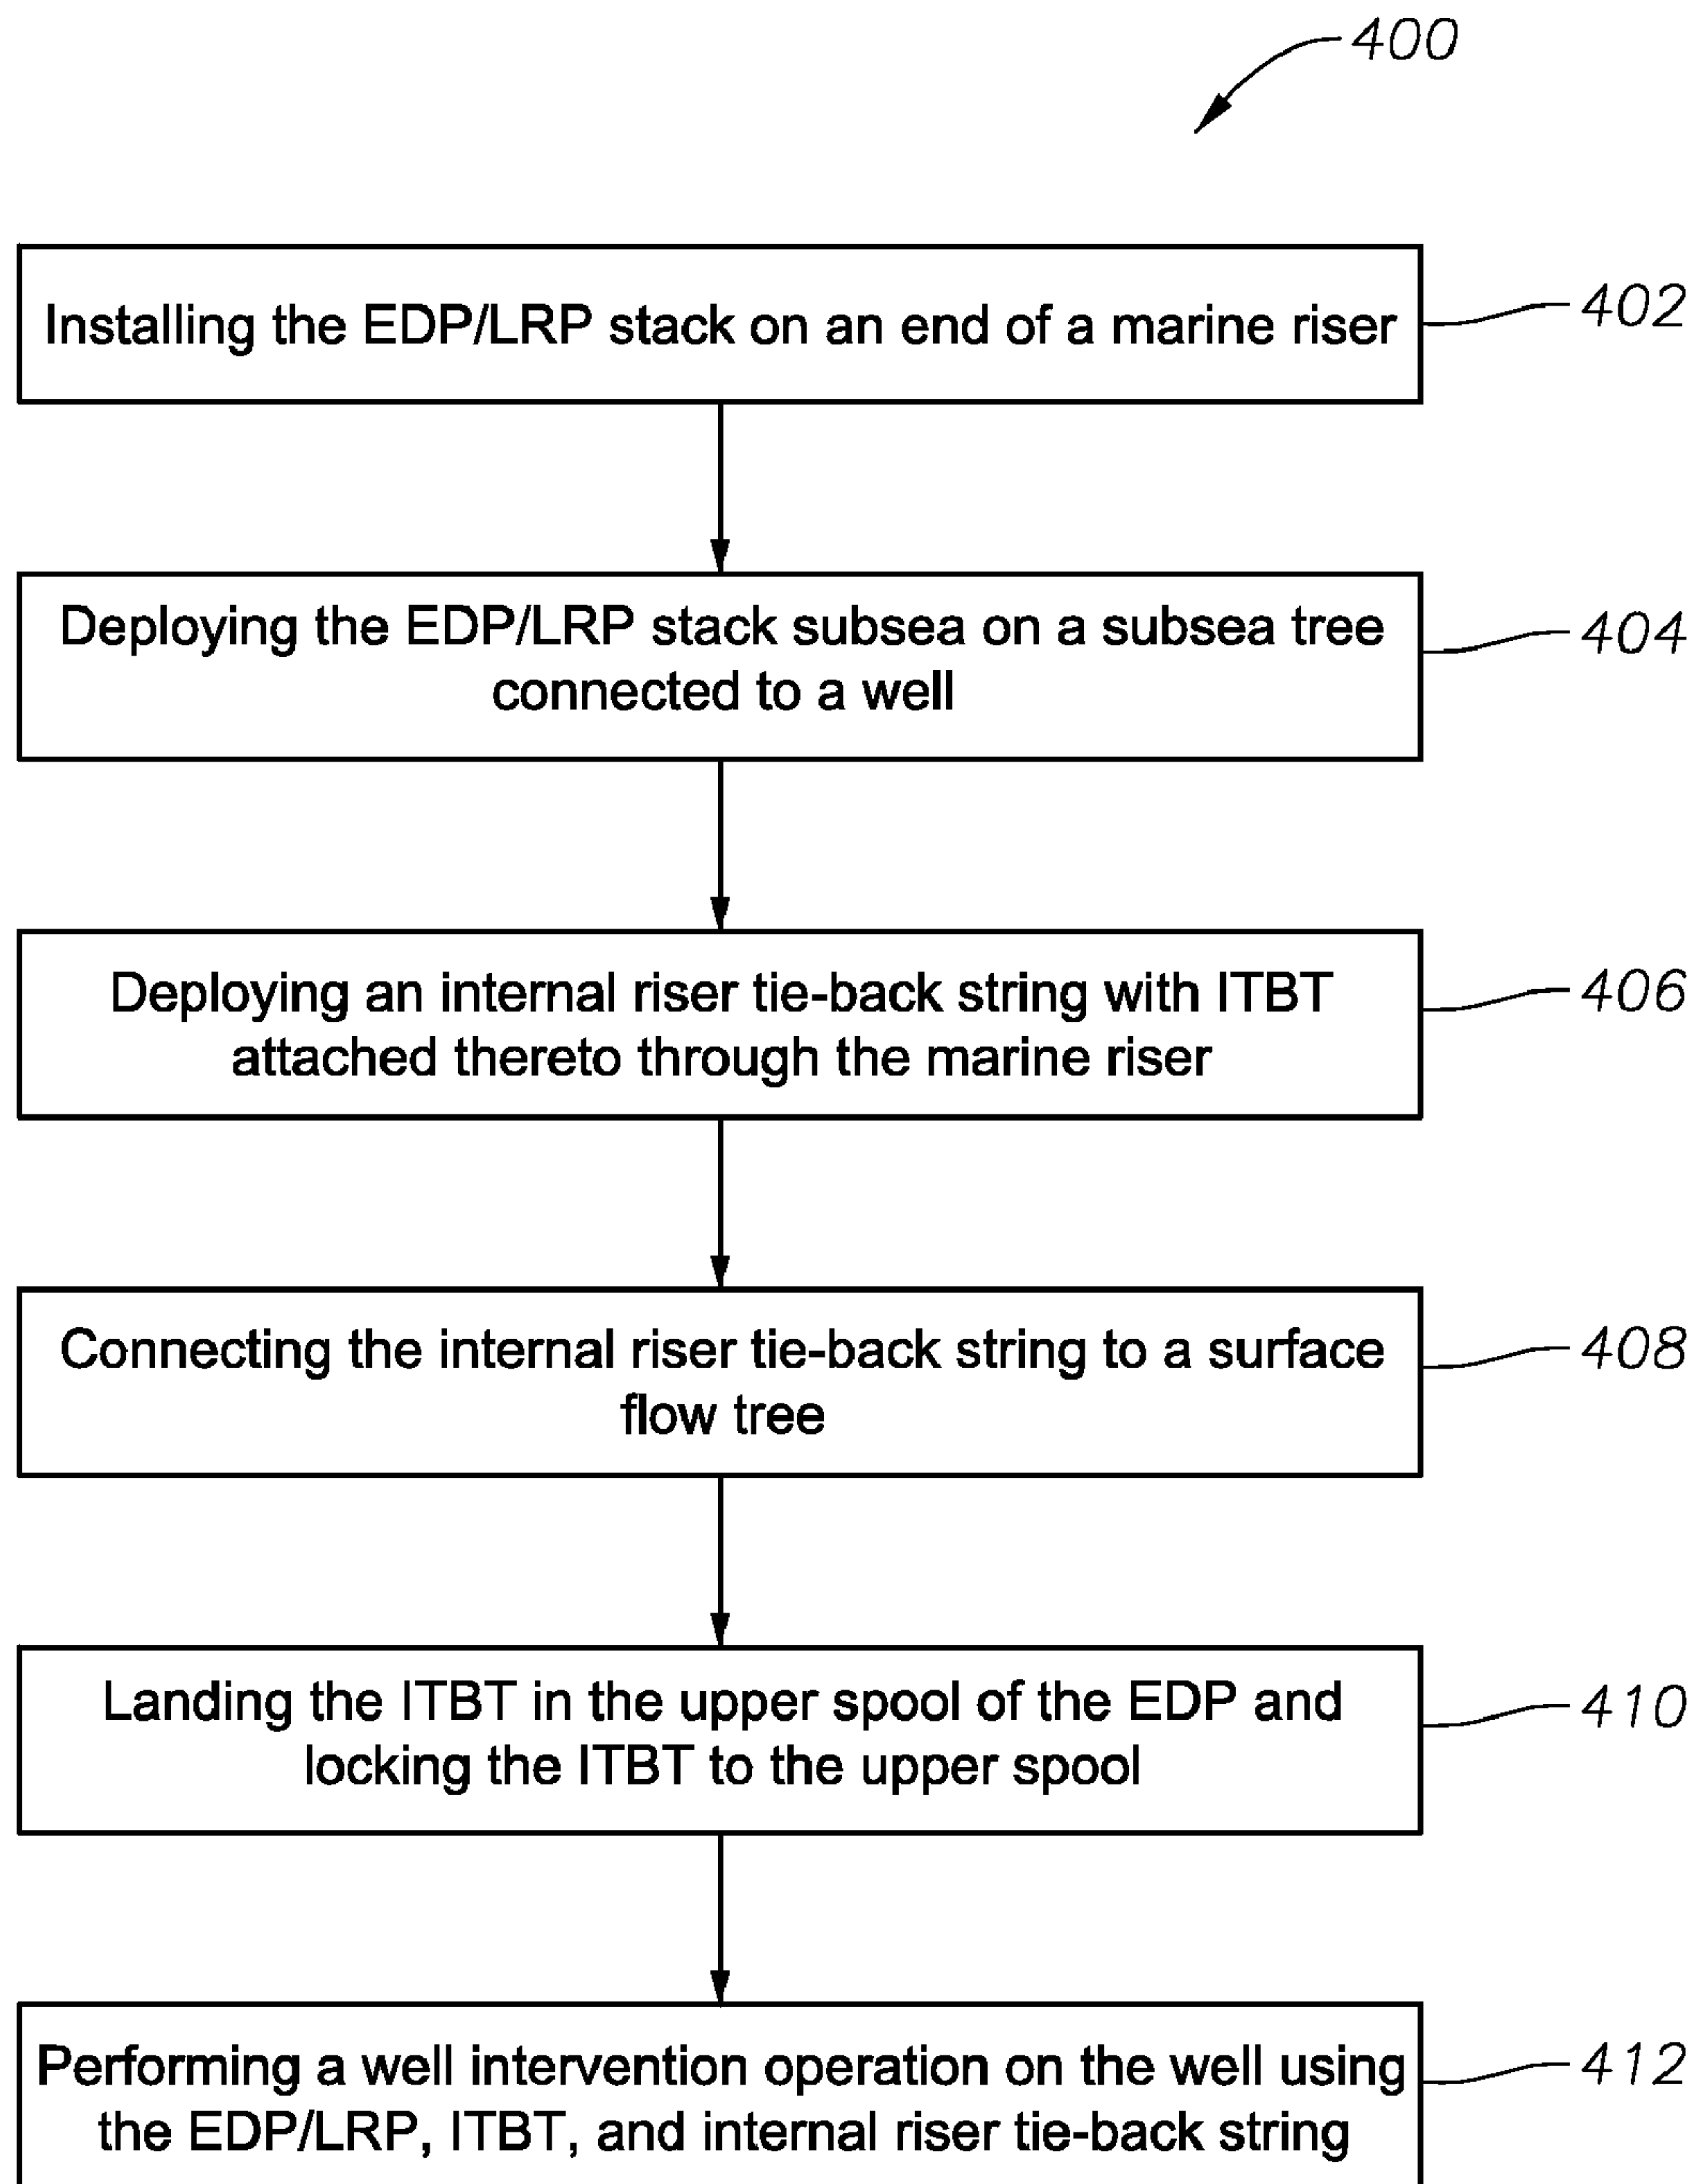 400
Installing the EDP/LRP stack on an end of a marine riser
402
Deploying the EDP/LRP stack subsea on a subsea tree
connected to a well
404
Deploying an internal riser tie-back string with ITBT
attached thereto through the marine riser
406
Connecting the internal riser tie-back string to a surface
flow tree
408
Landing the ITBT in the upper spool of the EDP and
locking the ITBT to the upper spool
410
Performing a well intervention operation on the well using
the EDP/LRP, ITBT, and internal riser tie-back string
412